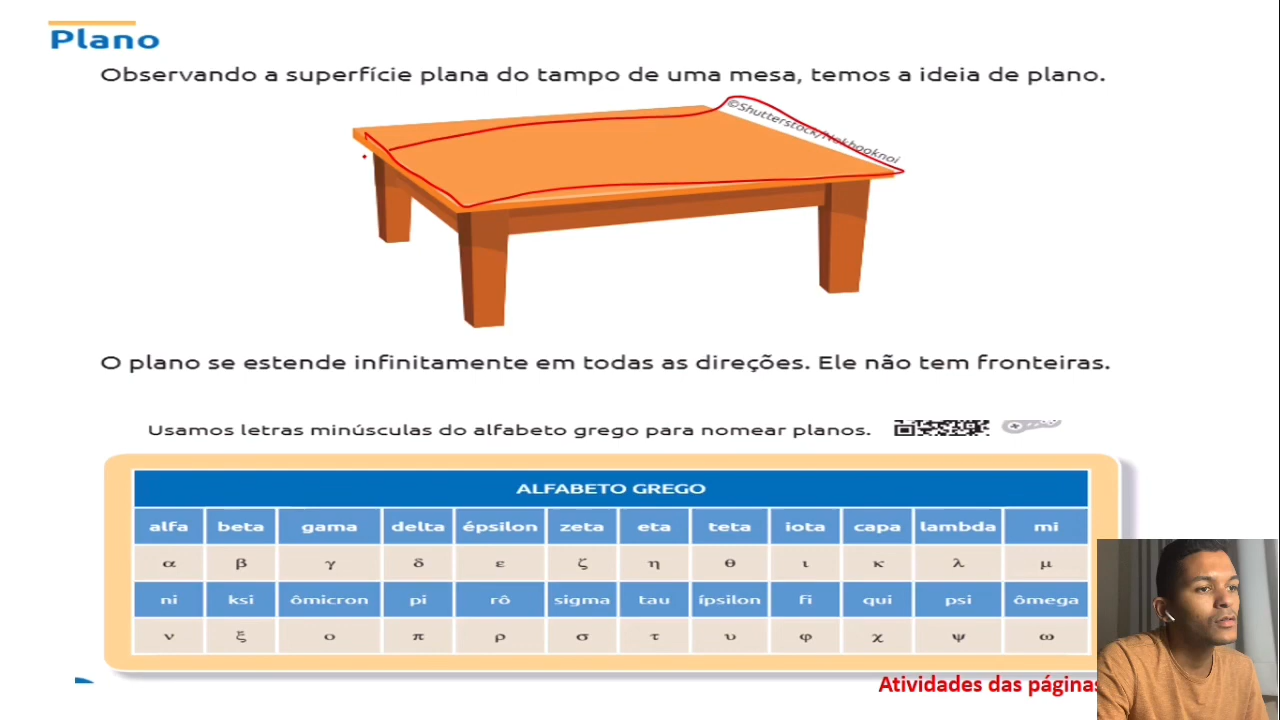 Plano
Observando a superfície plana do tampo de uma mesa, temos a ideia de plano.
©Shutterstock/Nokhooknoi
O plano se estende infinitamente em todas as direções. Ele não tem fronteiras.
Usamos letras minúsculas do alfabeto grego para nomear planos.
ALFABETO GREGO
alfa beta gama delta épsilon zeta eta teta iota capa lambda mi
α β γ δ ε ζ η θ ι κ λ μ
ni ksi ômicron pi rô sigma tau ípsilon fi qui psi ômega
ν ξ ο π ρ σ τ υ φ χ ψ ω
Atividades das páginas